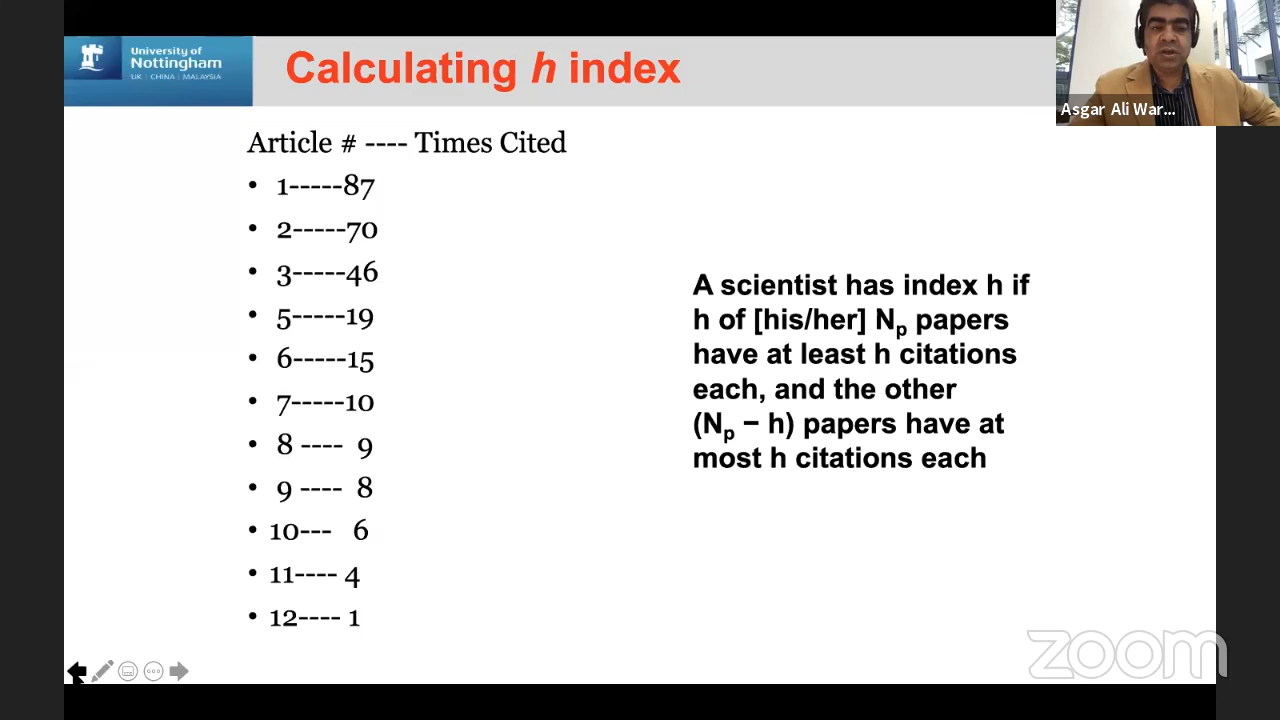 University of
Nottingham
UK | CHINA | MALAYSIA
Calculating h index
Asgar Ali War...
Article # ---- Times Cited
• 1-----87
• 2-----70
• 3-----46
• 5-----19
• 6-----15
• 7-----10
• 8 ---- 9
• 9 ---- 8
• 10--- 6
• 11---- 4
• 12---- 1
A scientist has index h if
h of [his/her] Np papers
have at least h citations
each, and the other
(Np − h) papers have at
most h citations each
zoom